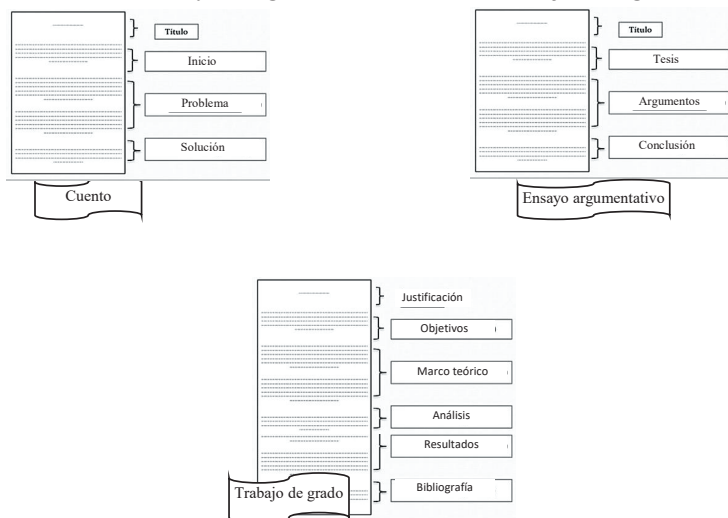 Título
Inicio
Problema
Solución
Cuento
Título
Tesis
Argumentos
Conclusión
Ensayo argumentativo
Justificación
Objetivos
Marco teórico
Análisis
Resultados
Bibliografía
Trabajo de grado